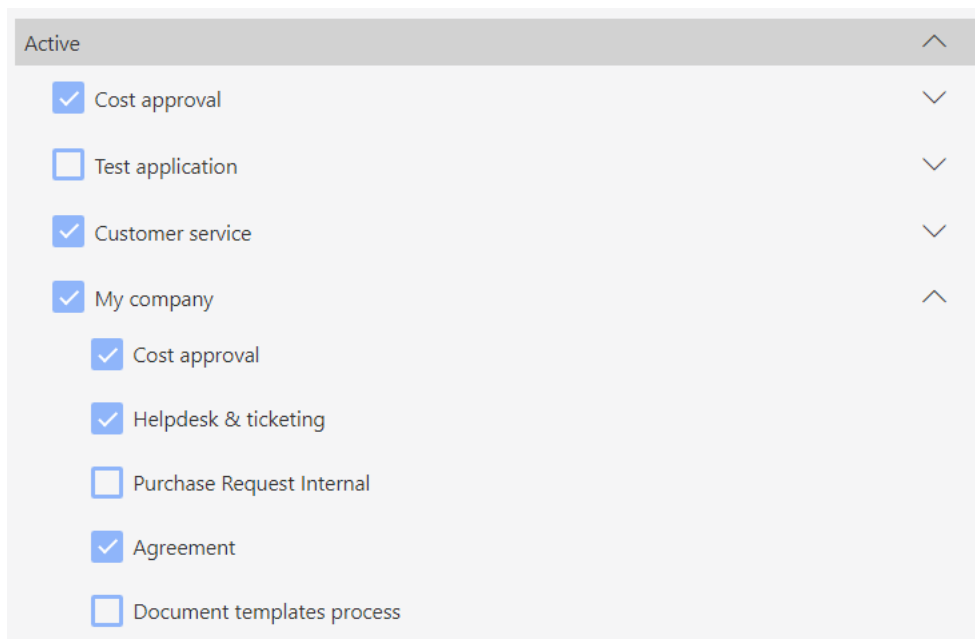 Active
Cost approval
Test application
Customer service
My company
Cost approval
Helpdesk & ticketing
Purchase Request Internal
Agreement
Document templates process